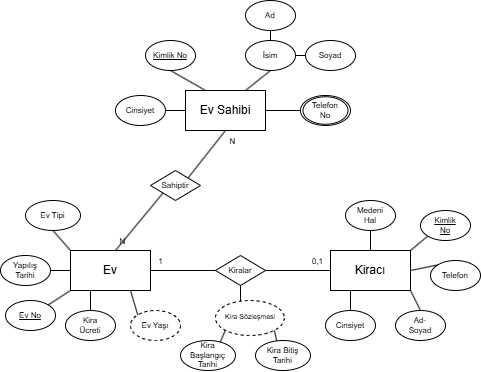 Ad
Kimlik No
İsim
Soyad
Cinsiyet
Ev Sahibi
Telefon
No
N
Sahiptir
Ev Tipi
Medeni
Hal
Kimlik
No
N
Yapılış
Tarihi
Ev
1
Kiralar
0,1
Kiracı
Telefon
Ev No
Kira
Ücreti
Ev Yaşı
Kira Sözleşmesi
Cinsiyet
Ad-
Soyad
Kira
Başlangıç
Tarihi
Kira Bitiş
Tarihi